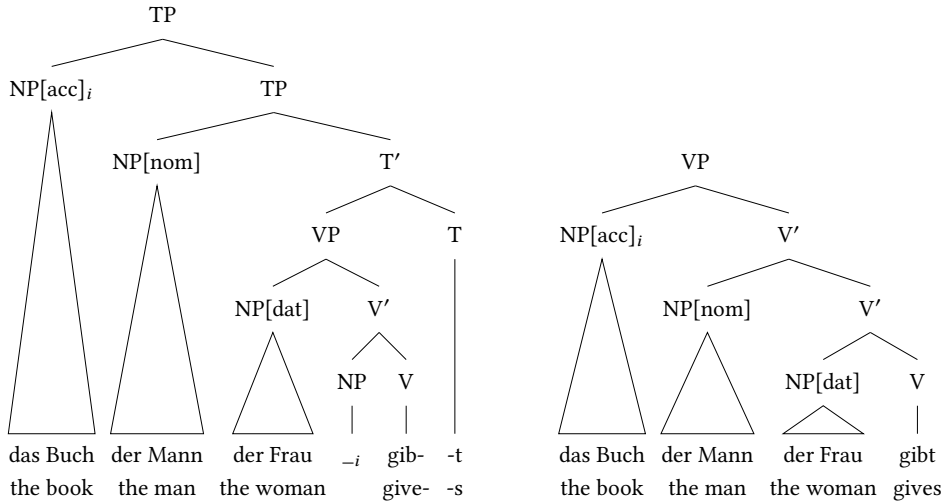 TP
NP[acc]i TP
NP[nom] T′ VP
VP T NP[acc]i V′
NP[dat] V′ NP[nom] V′
NP V NP[dat] V
das Buch der Mann der Frau _i gib- -t das Buch der Mann der Frau gibt
the book the man the woman give- -s the book the man the woman gives